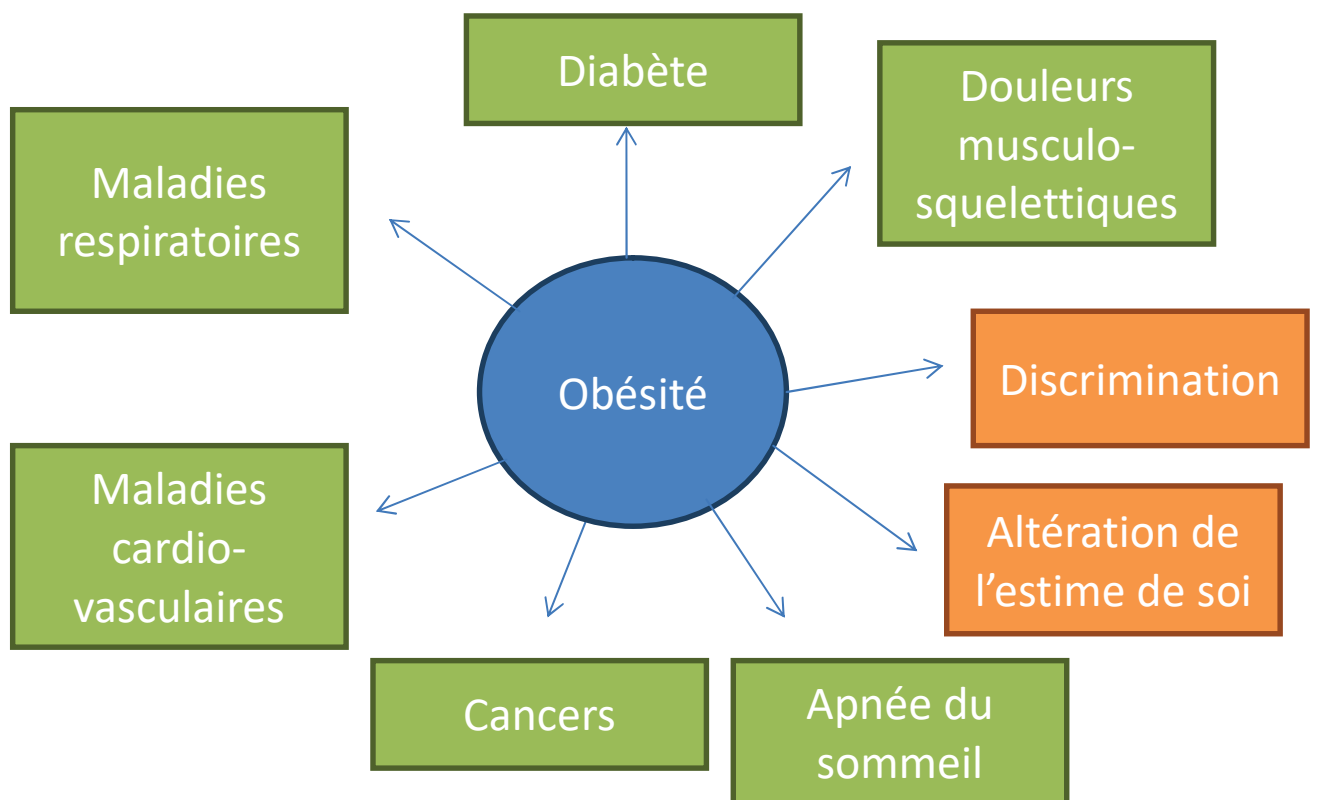 Diabète
Douleurs
musculo-
squelettiques
Maladies
respiratoires
Discrimination
Obésité
Maladies
cardio-
vasculaires
Altération de
l’estime de soi
Cancers
Apnée du
sommeil